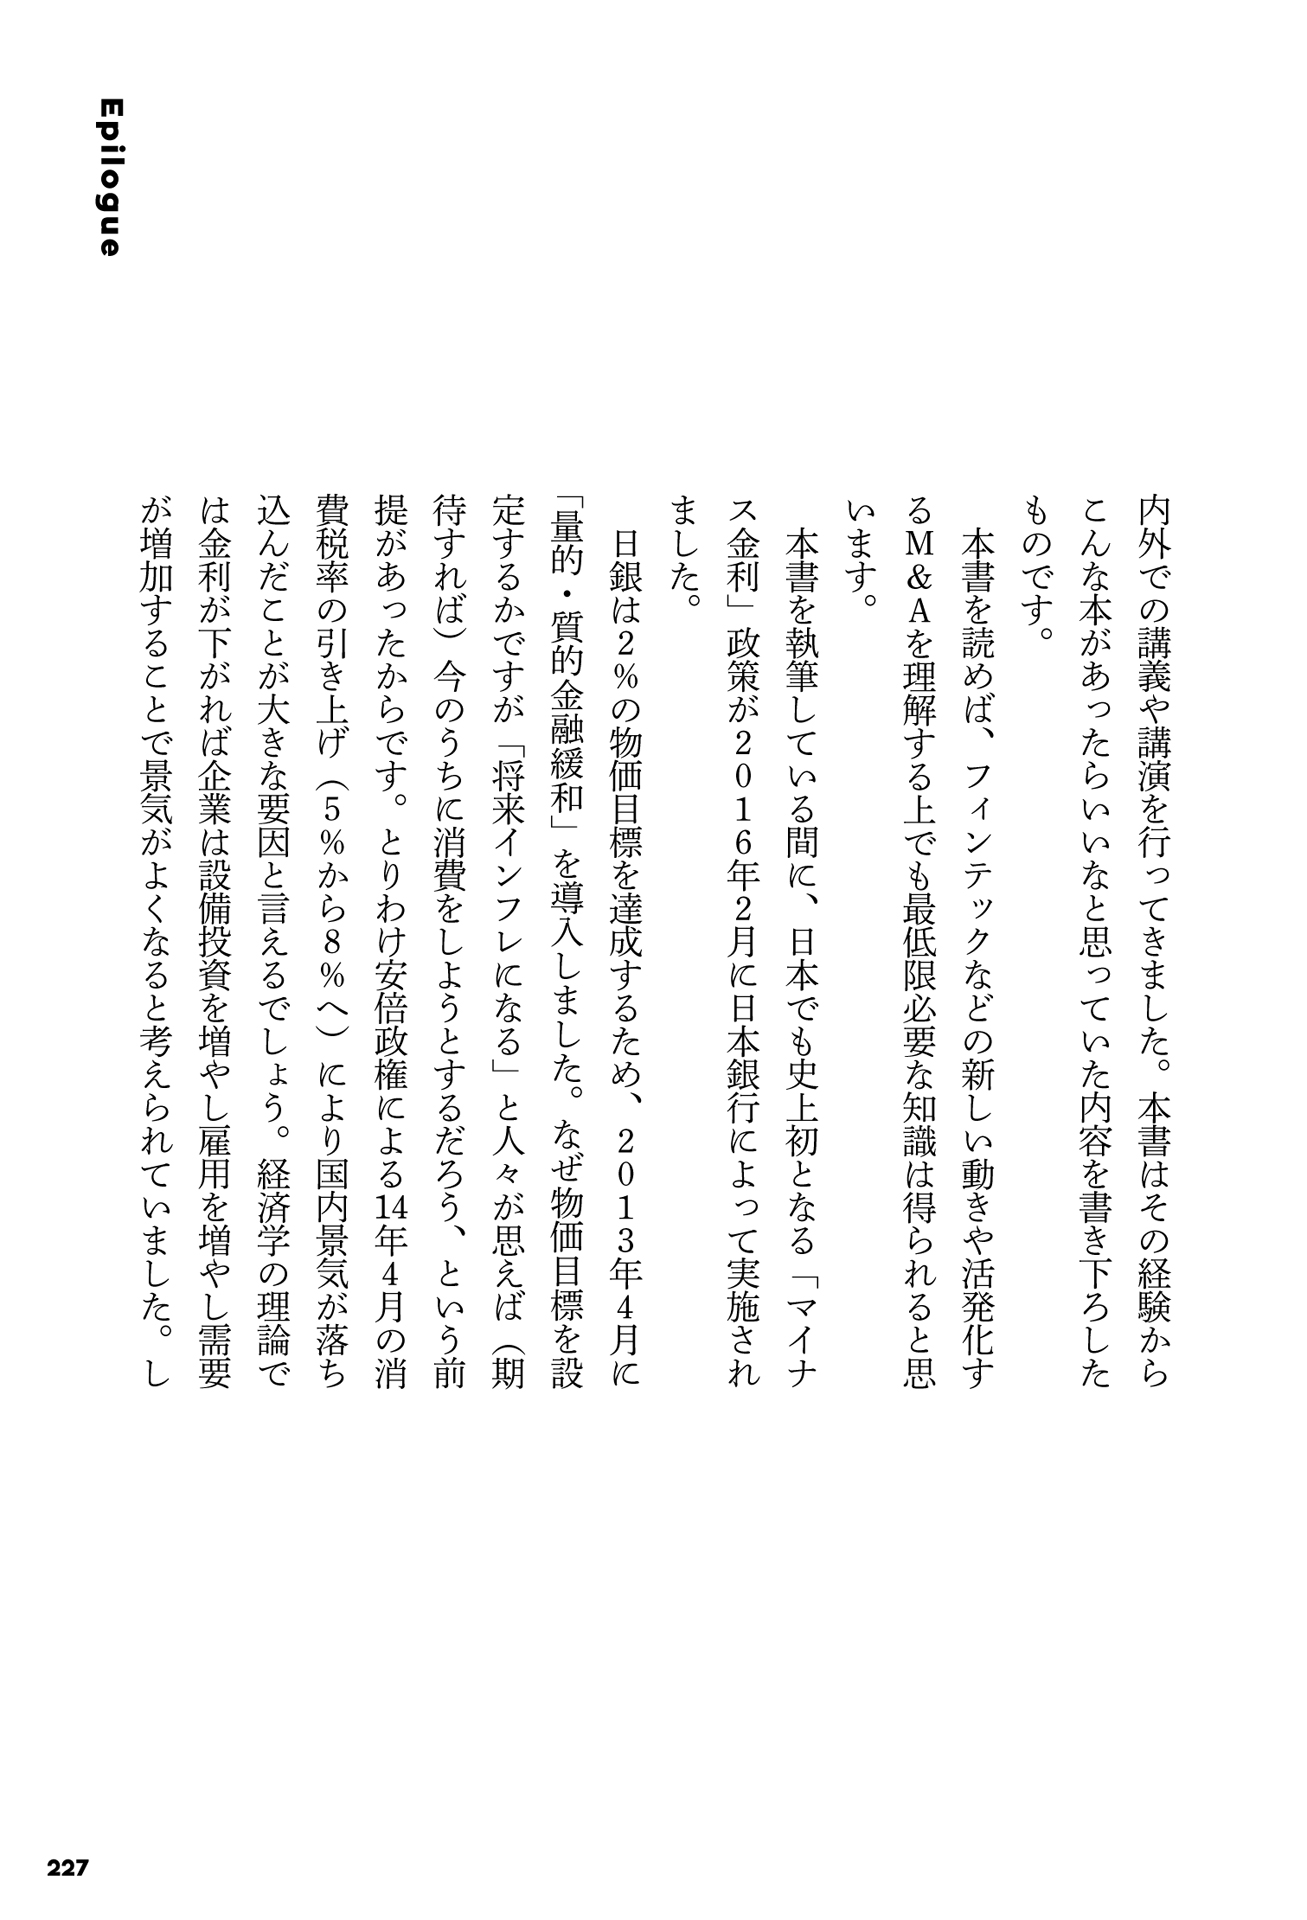 Epilogue
内外での講義や講演を行ってきました。本書はその経験から
こんな本があったらいいなと思っていた内容を書き下ろした
ものです。
本書を読めば、フィンテックなどの新しい動きや活発化す
るM&Aを理解する上でも最低限必要な知識は得られると思
います。
本書を執筆している間に、日本でも史上初となる「マイナ
ス金利」政策が2016年2月に日本銀行によって実施され
ました。
日銀は2%の物価目標を達成するため、2013年4月に
「量的・質的金融緩和」を導入しました。なぜ物価目標を設
定するかですが「将来インフレになる」と人々が思えば（期
待すれば）今のうちに消費をしようとするだろう、という前
提があったからです。とりわけ安倍政権による14年4月の消
費税率の引き上げ（5%から8%へ）により国内景気が落ち
込んだことが大きな要因と言えるでしょう。経済学の理論で
は金利が下がれば企業は設備投資を増やし雇用を増やし需要
が増加することで景気がよくなると考えられていました。し
227